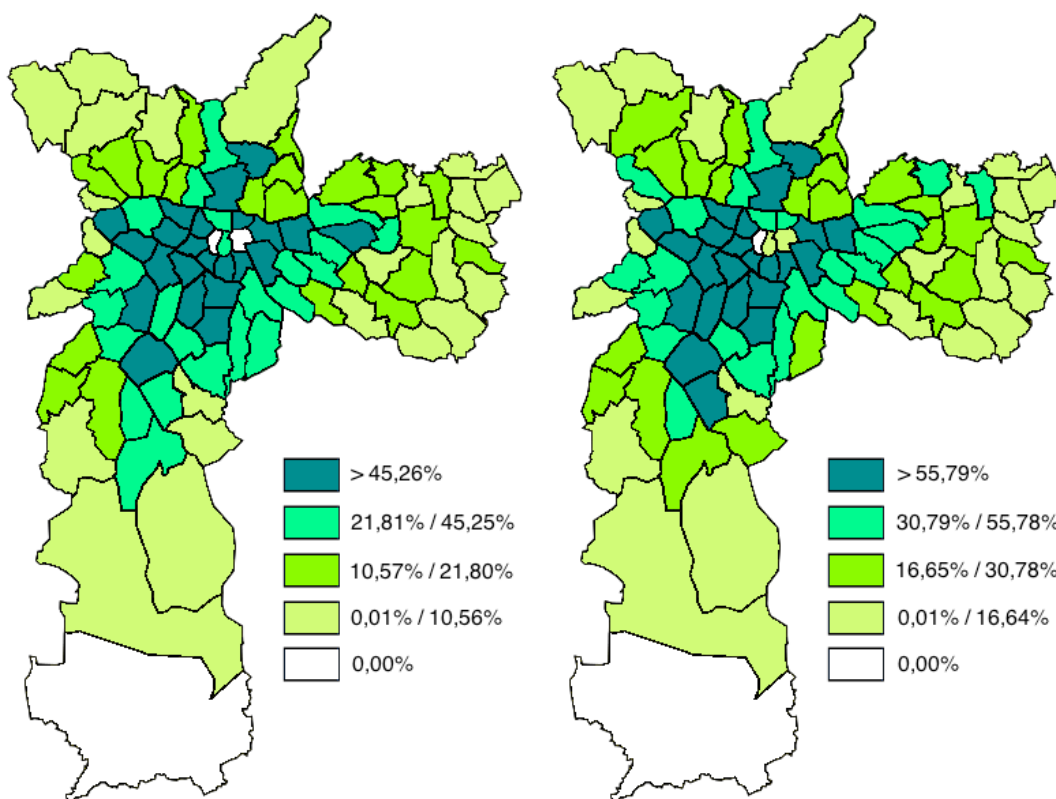 > 45,26%
21,81% / 45,25%
10,57% / 21,80%
0,01% / 10,56%
0,00%
> 55,79%
30,79% / 55,78%
16,65% / 30,78%
0,01% / 16,64%
0,00%